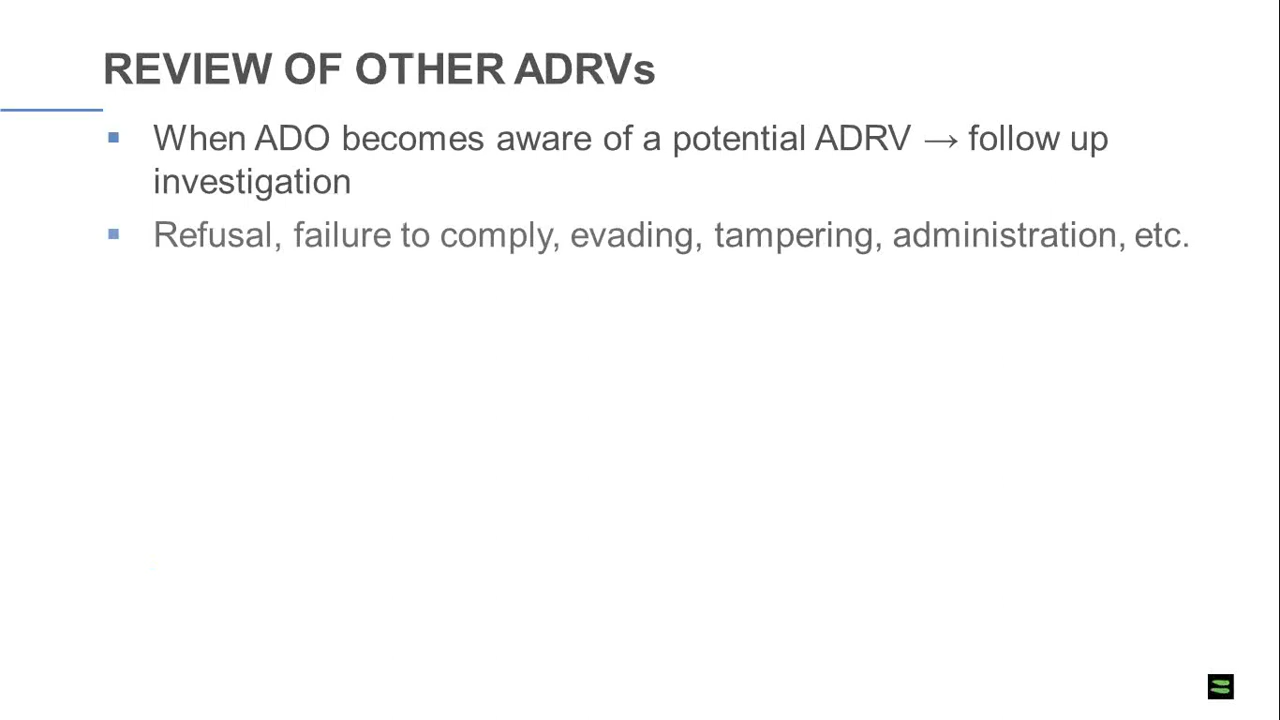 REVIEW OF OTHER ADRVs
▪ When ADO becomes aware of a potential ADRV → follow up
investigation
▪ Refusal, failure to comply, evading, tampering, administration, etc.